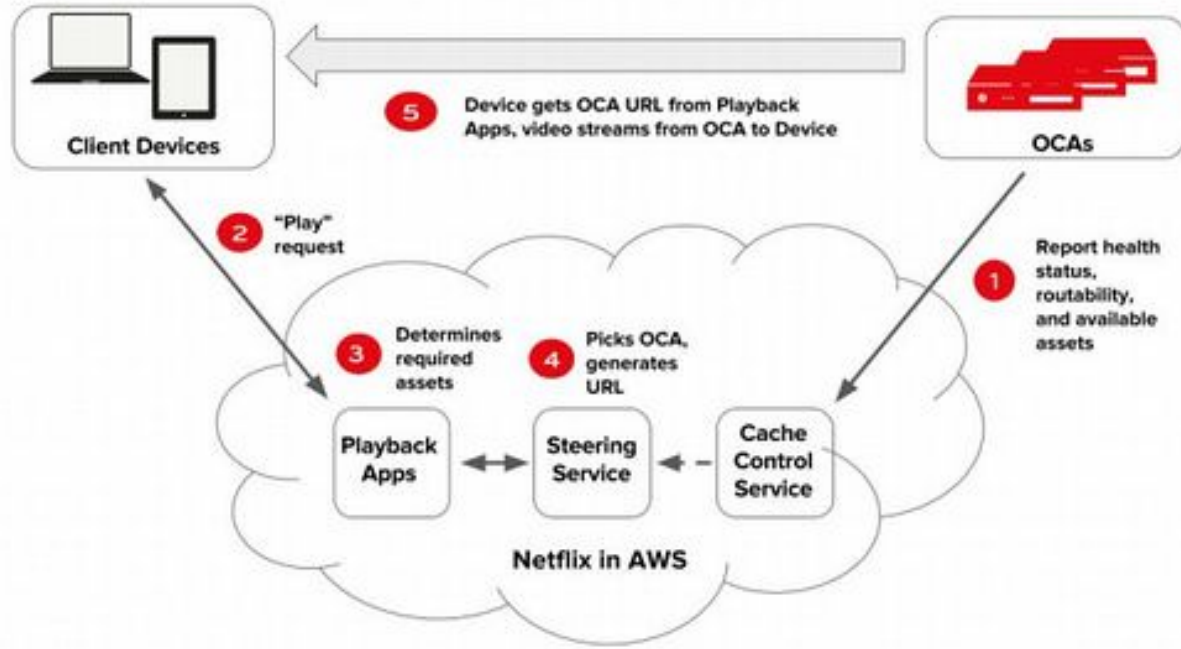 Client Devices
5
Device gets OCA URL from Playback
Apps, video streams from OCA to Device
OCAs
2
"Play"
request
1
Report health
status,
routability,
and available
assets
3
Determines
required
assets
4
Picks OCA,
generates
URL
Playback
Apps
Steering
Service
Cache
Control
Service
Netflix in AWS